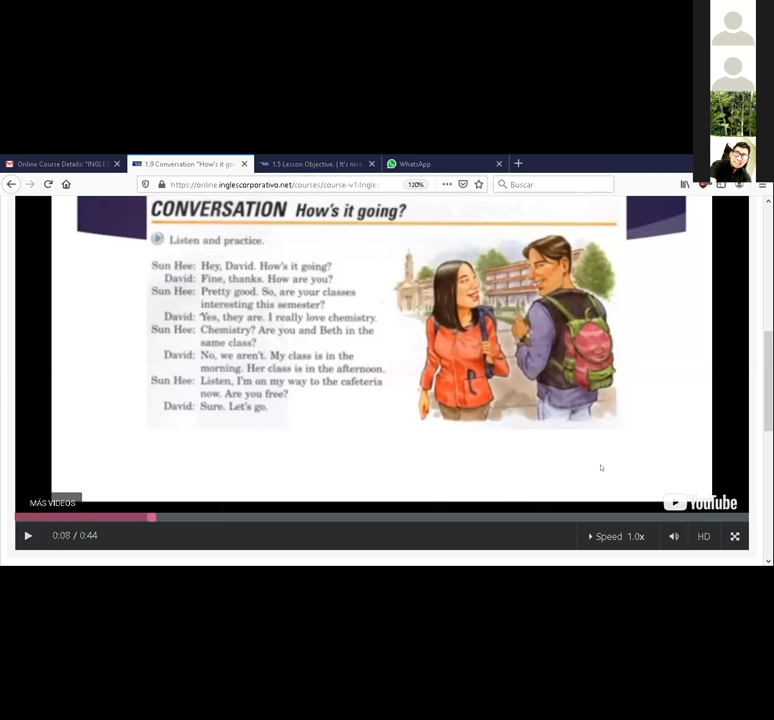 Online Course Details: "INGLES
1.9 Conversation "How's it go
1.5 Lesson Objective. | It's nice
WhatsApp
https://online.inglescorporativo.net/courses/course-v1:Ingle
120%
Buscar
CONVERSATION How's it going?
Listen and practice.
Sun Hee: Hey, David. How's it going?
David: Fine, thanks. How are you?
Sun Hee: Pretty good. So, are your classes
interesting this semester?
David: Yes, they are. I really love chemistry.
Sun Hee: Chemistry? Are you and Beth in the
same class?
David: No, we aren't. My class is in the
morning. Her class is in the afternoon.
Sun Hee: Listen, I'm on my way to the cafeteria
now. Are you free?
David: Sure. Let's go.
MÁS VIDEOS
YouTube
0:08 / 0:44
Speed 1.0x
HD